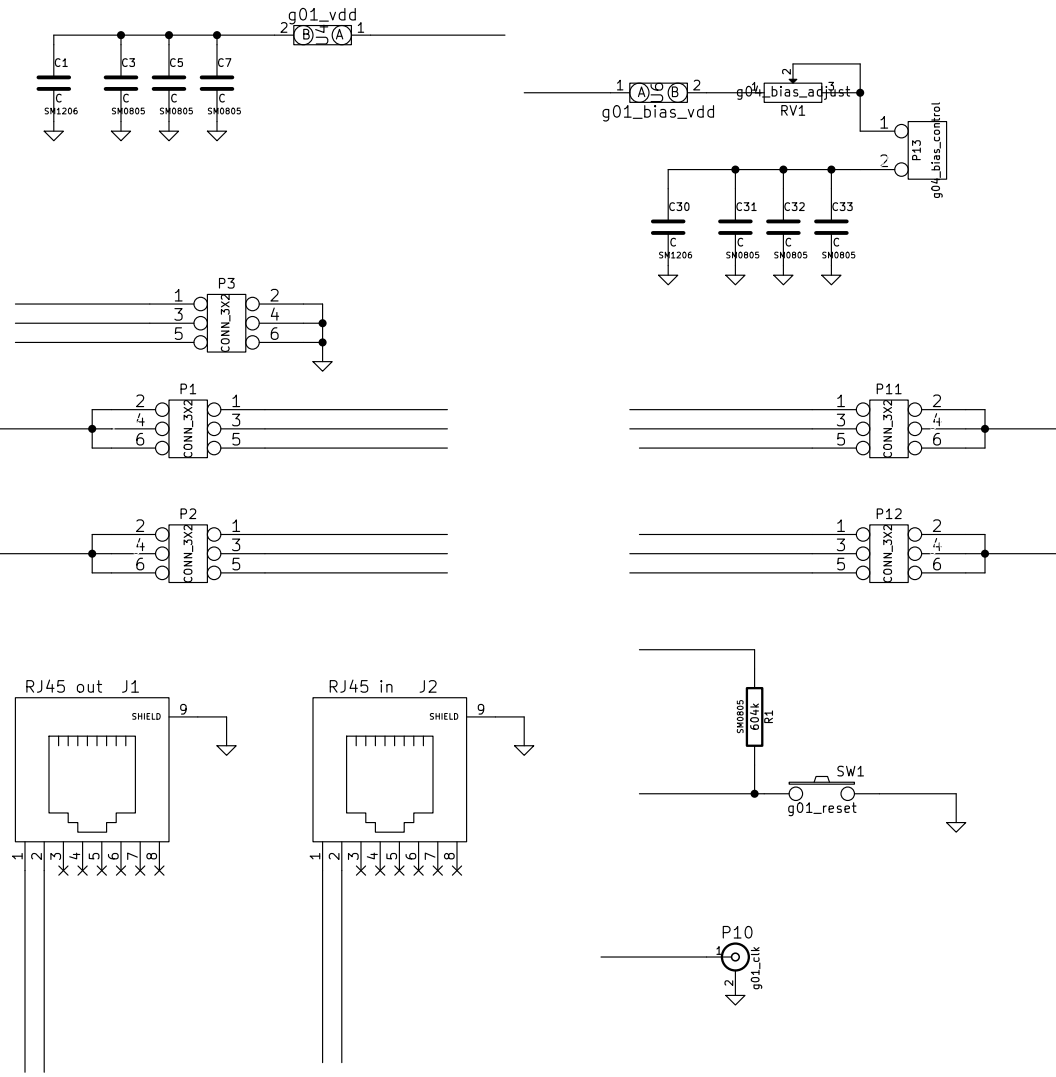 g01_vdd
2 B U4 A 1
C1 C3 C5 C7
C C C C
SM1206 SM0805 SM0805 SM0805
1 A U6 B 2
g01_bias_vdd
2
1 g04_bias_adjust 3
RV1
1
2
P13
g04_bias_control
C30 C31 C32 C33
C C C C
SM1206 SM0805 SM0805 SM0805
P3
CONN_3X2
1 2
3 4
5 6
P1
CONN_3X2
2 1
4 3
6 5
P11
CONN_3X2
1 2
3 4
5 6
P2
CONN_3X2
2 1
4 3
6 5
P12
CONN_3X2
1 2
3 4
5 6
RJ45 out J1
SHIELD 9
1 2 3 4 5 6 7 8
RJ45 in J2
SHIELD 9
1 2 3 4 5 6 7 8
SM0805
604k
R1
SW1
g01_reset
P10
1
2
g01_clk